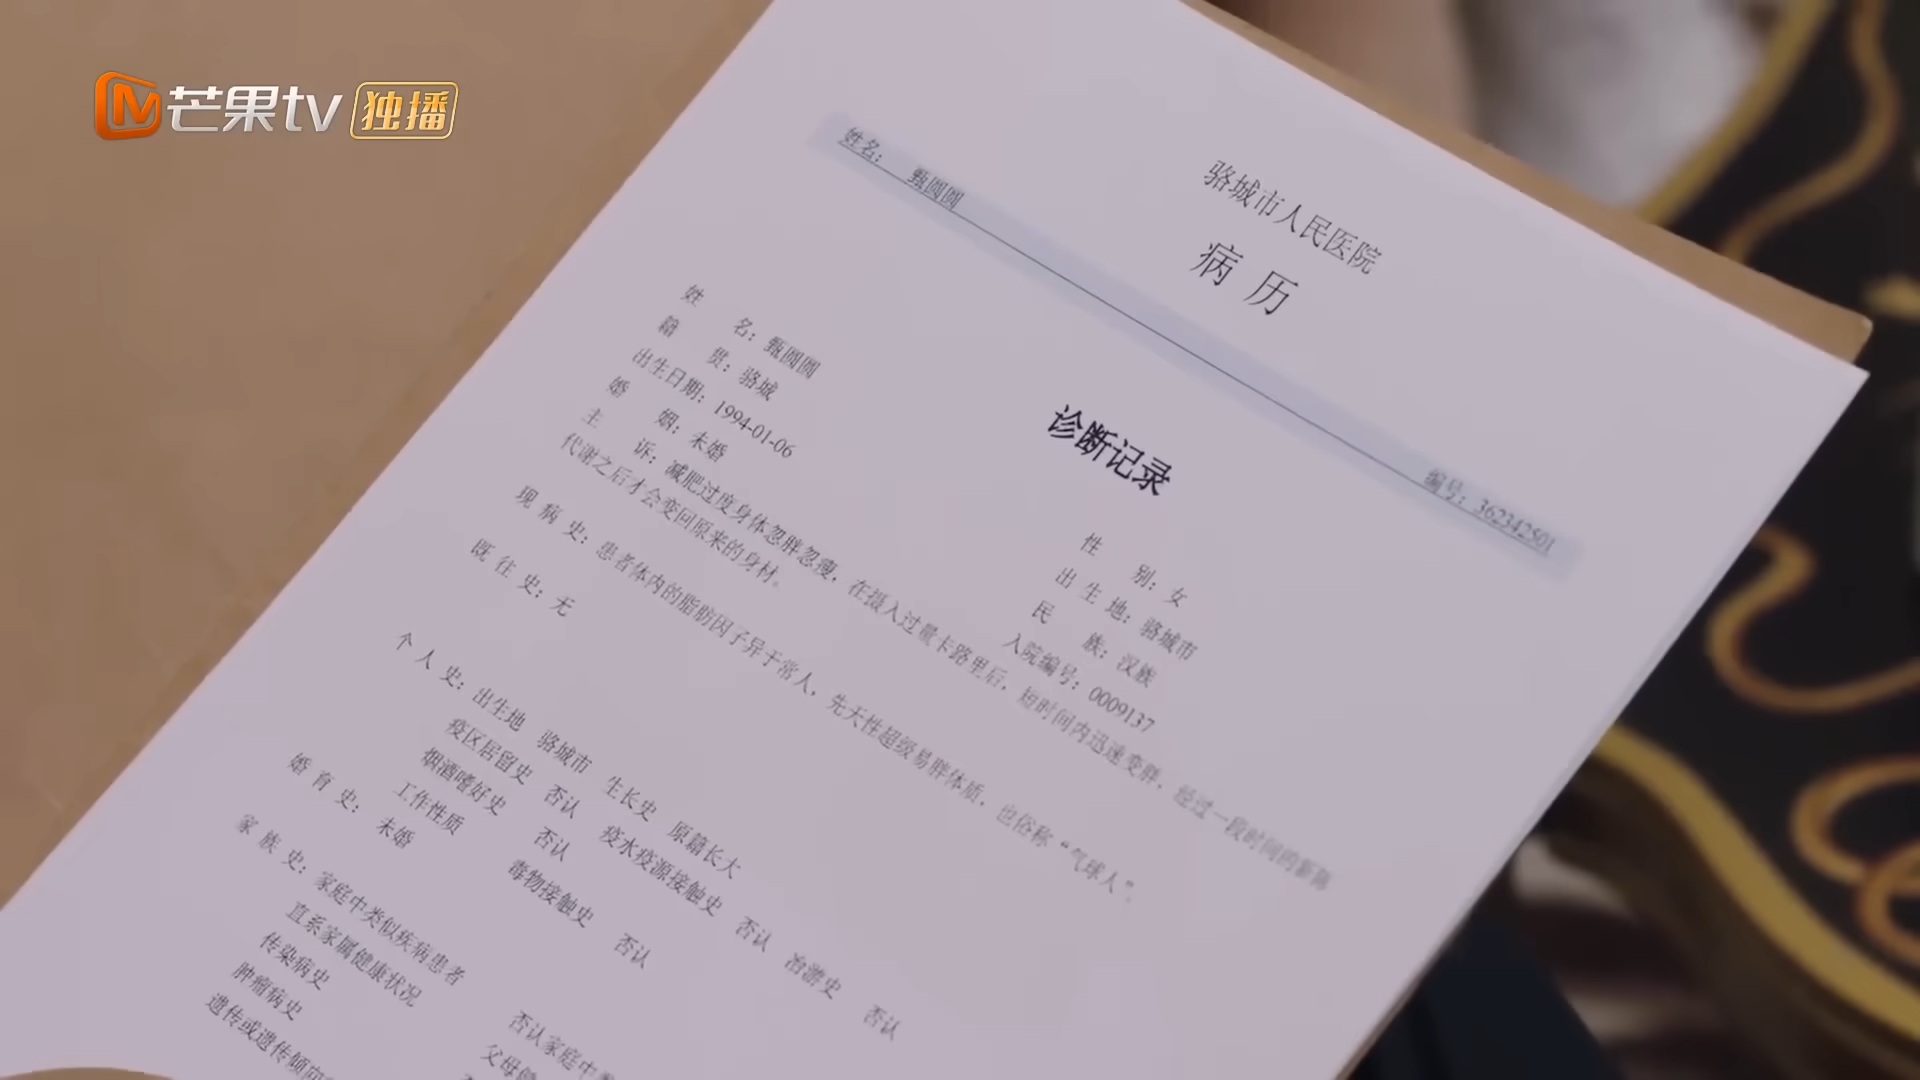 芒果tv 独播
骆城市人民医院
病历
姓名: 甄圆圆 编号: 362342501
诊断记录
姓 名: 甄圆圆 性 别: 女
籍 贯: 骆城 出 生 地: 骆城市
出生日期: 1994-01-06 民 族: 汉族
婚 姻: 未婚 入院编号: 0009137
主 诉: 减肥过度身体忽胖忽瘦, 在摄入过量卡路里后, 短时间内迅速变胖, 经过一段时间的新陈
代谢之后才会变回原来的身材。
现 病 史: 患者体内的脂肪因子异于常人, 先天性超级易胖体质, 也俗称“气球人”。
既 往 史: 无
个 人 史: 出生地 骆城市 生长史 原籍长大
疫区居留史 否认 疫水疫源接触史 否认 冶游史 否认
烟酒嗜好史 否认 毒物接触史 否认
工作性质
婚 育 史: 未婚
家 族 史: 家庭中类似疾病患者 否认家庭中
直系家属健康状况 父母健
传染病史
肿瘤病史
遗传或遗传倾向